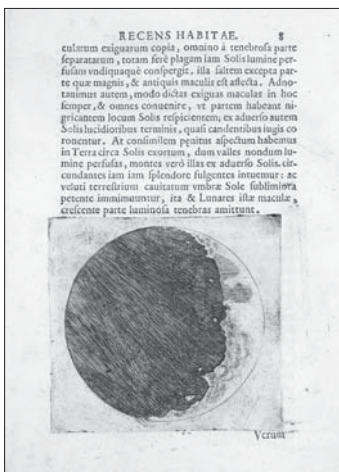 RECENS HABITAE. 8
cularum exiguarum copia, omnino à tenebrosa parte
separatarum, totam ferè plagam iam Solis lumine per-
fusam vndiquaquè conspergit, illa saltem excepta par-
te quæ magnis, & antiquis maculis est affecta. Adno-
tauimus autem, modo dictas exiguas maculas in hoc
semper, & omnes conuenire, vt partem habeant ni-
gricantem locum Solis respicientem; ex aduerso autem
Solis lucidioribus terminis, quasi candentibus iugis co
ronentur. At consimilem penitus aspectum habemus
in Terra circa Solis exortum, dum valles nondum lu-
mine perfusas, montes verò illas ex aduerso Solis cir-
cundantes iam iam splendore fulgentes intuemur: ac
veluti terrestrium cauitatum vmbræ Sole sublimiora
petente imminuuntur, ita & Lunares istæ maculæ,
crescente parte luminosa tenebras amittunt.
Verum